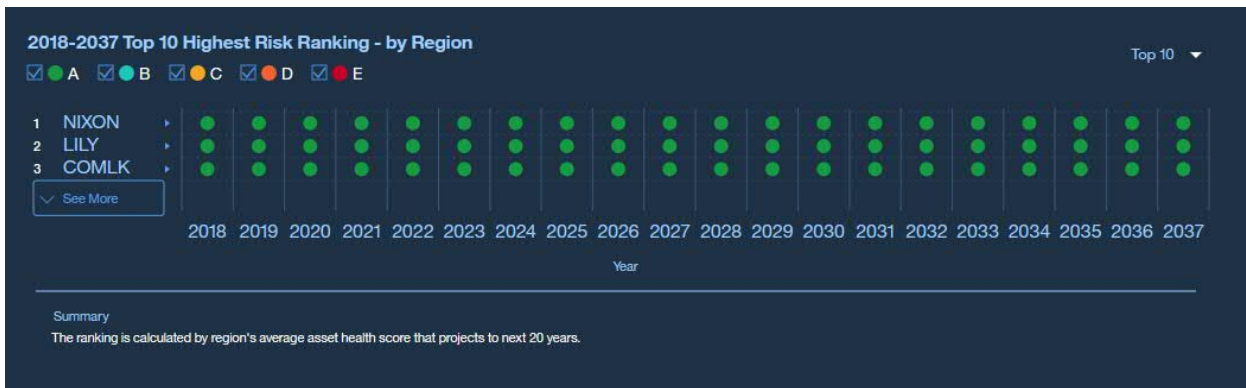 2018-2037 Top 10 Highest Risk Ranking - by Region
Top 10
A B C D E
1 NIXON
2 LILY
3 COMLK
See More
2018 2019 2020 2021 2022 2023 2024 2025 2026 2027 2028 2029 2030 2031 2032 2033 2034 2035 2036 2037
Year
Summary
The ranking is calculated by region's average asset health score that projects to next 20 years.